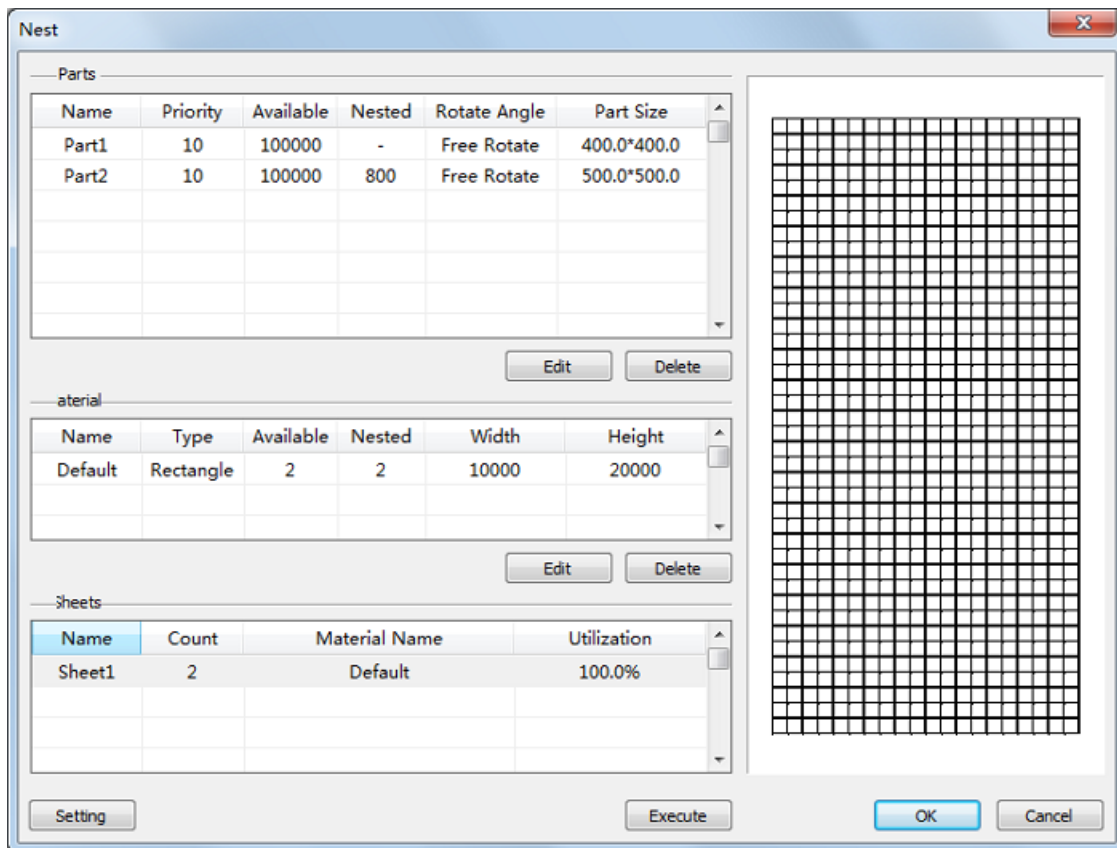 Nest
Parts
Name Priority Available Nested Rotate Angle Part Size
Part1 10 100000 - Free Rotate 400.0*400.0
Part2 10 100000 800 Free Rotate 500.0*500.0
Edit Delete
aterial
Name Type Available Nested Width Height
Default Rectangle 2 2 10000 20000
Edit Delete
Sheets
Name Count Material Name Utilization
Sheet1 2 Default 100.0%
Setting Execute OK Cancel